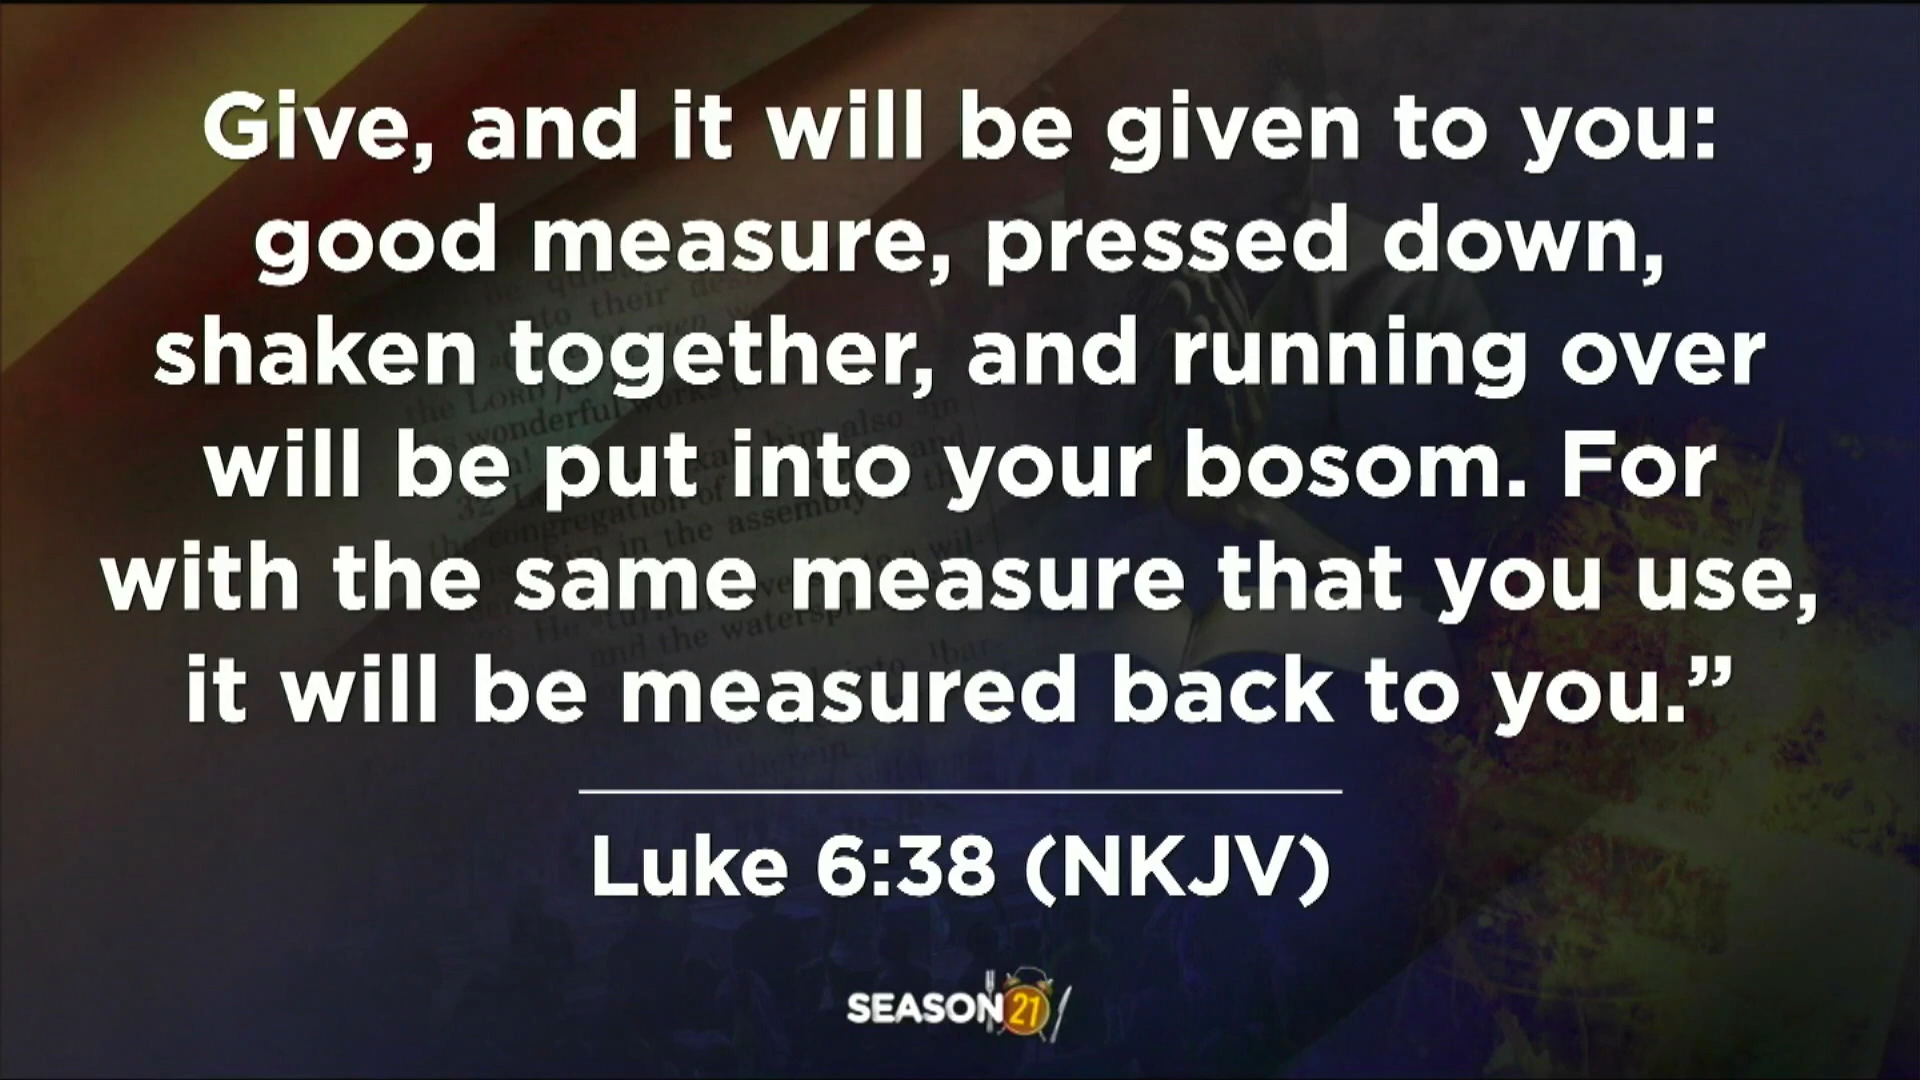 Give, and it will be given to you:
good measure, pressed down,
shaken together, and running over
will be put into your bosom. For
with the same measure that you use,
it will be measured back to you.”
Luke 6:38 (NKJV)
SEASON 21